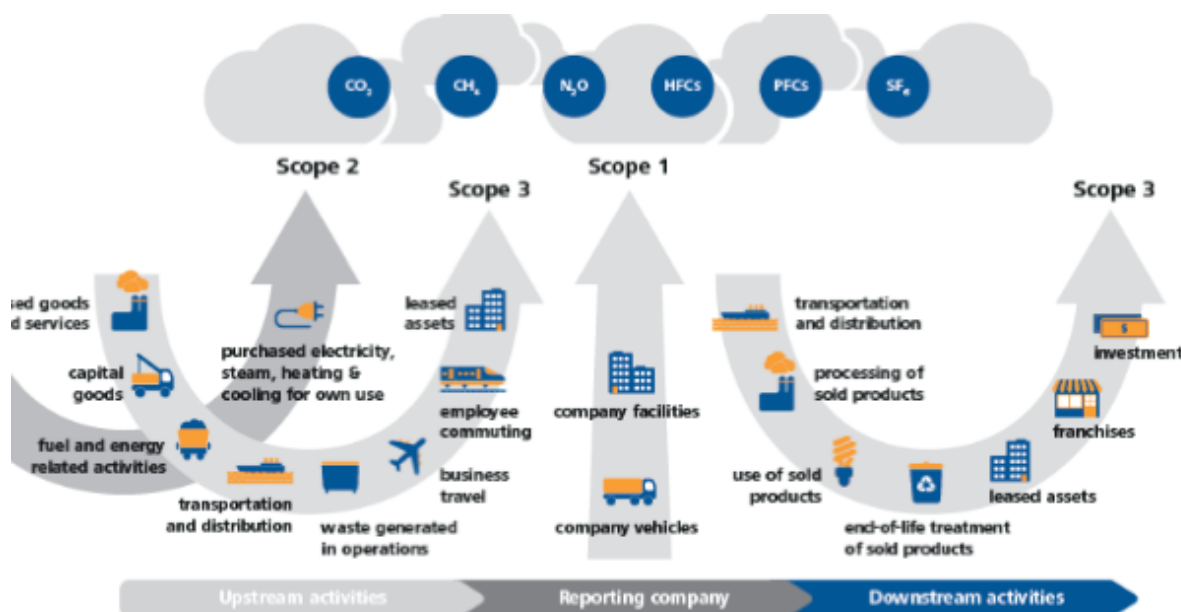 CO₂
CH₄
N₂O
HFCs
PFCs
SF₆
Scope 2
Scope 1
Scope 3
Scope 3
goods
services
capital
goods
fuel and energy
related activities
transportation
and distribution
waste generated
in operations
business
travel
employee
commuting
leased
assets
purchased electricity,
steam, heating &
cooling for own use
company facilities
company vehicles
transportation
and distribution
processing of
sold products
use of sold
products
end-of-life treatment
of sold products
leased assets
franchises
investment
Upstream activities
Reporting company
Downstream activities